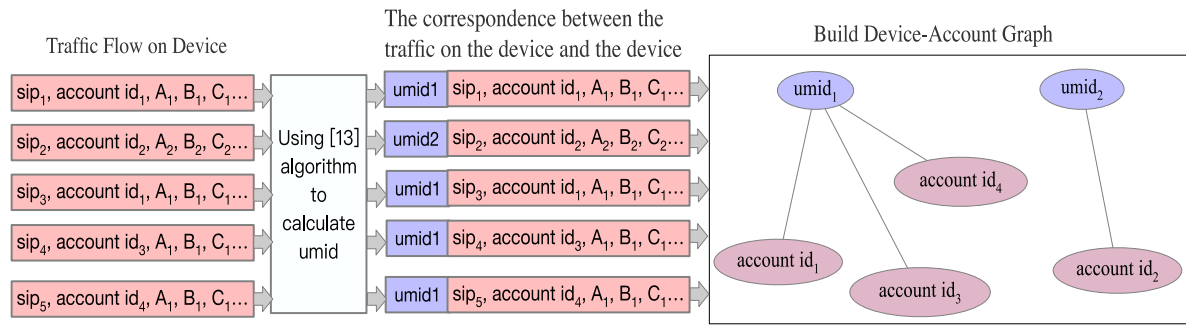 Traffic Flow on Device
sip₁, account id₁, A₁, B₁, C₁...
sip₂, account id₂, A₂, B₂, C₂...
sip₃, account id₁, A₁, B₁, C₁...
sip₄, account id₃, A₁, B₁, C₁...
sip₅, account id₄, A₁, B₁, C₁...
Using [13]
algorithm
to
calculate
umid
The correspondence between the
traffic on the device and the device
umid1 sip₁, account id₁, A₁, B₁, C₁...
umid2 sip₂, account id₂, A₂, B₂, C₂...
umid1 sip₃, account id₁, A₁, B₁, C₁...
umid1 sip₄, account id₃, A₁, B₁, C₁...
umid1 sip₅, account id₄, A₁, B₁, C₁...
Build Device-Account Graph
umid₁
umid₂
account id₄
account id₁
account id₂
account id₃